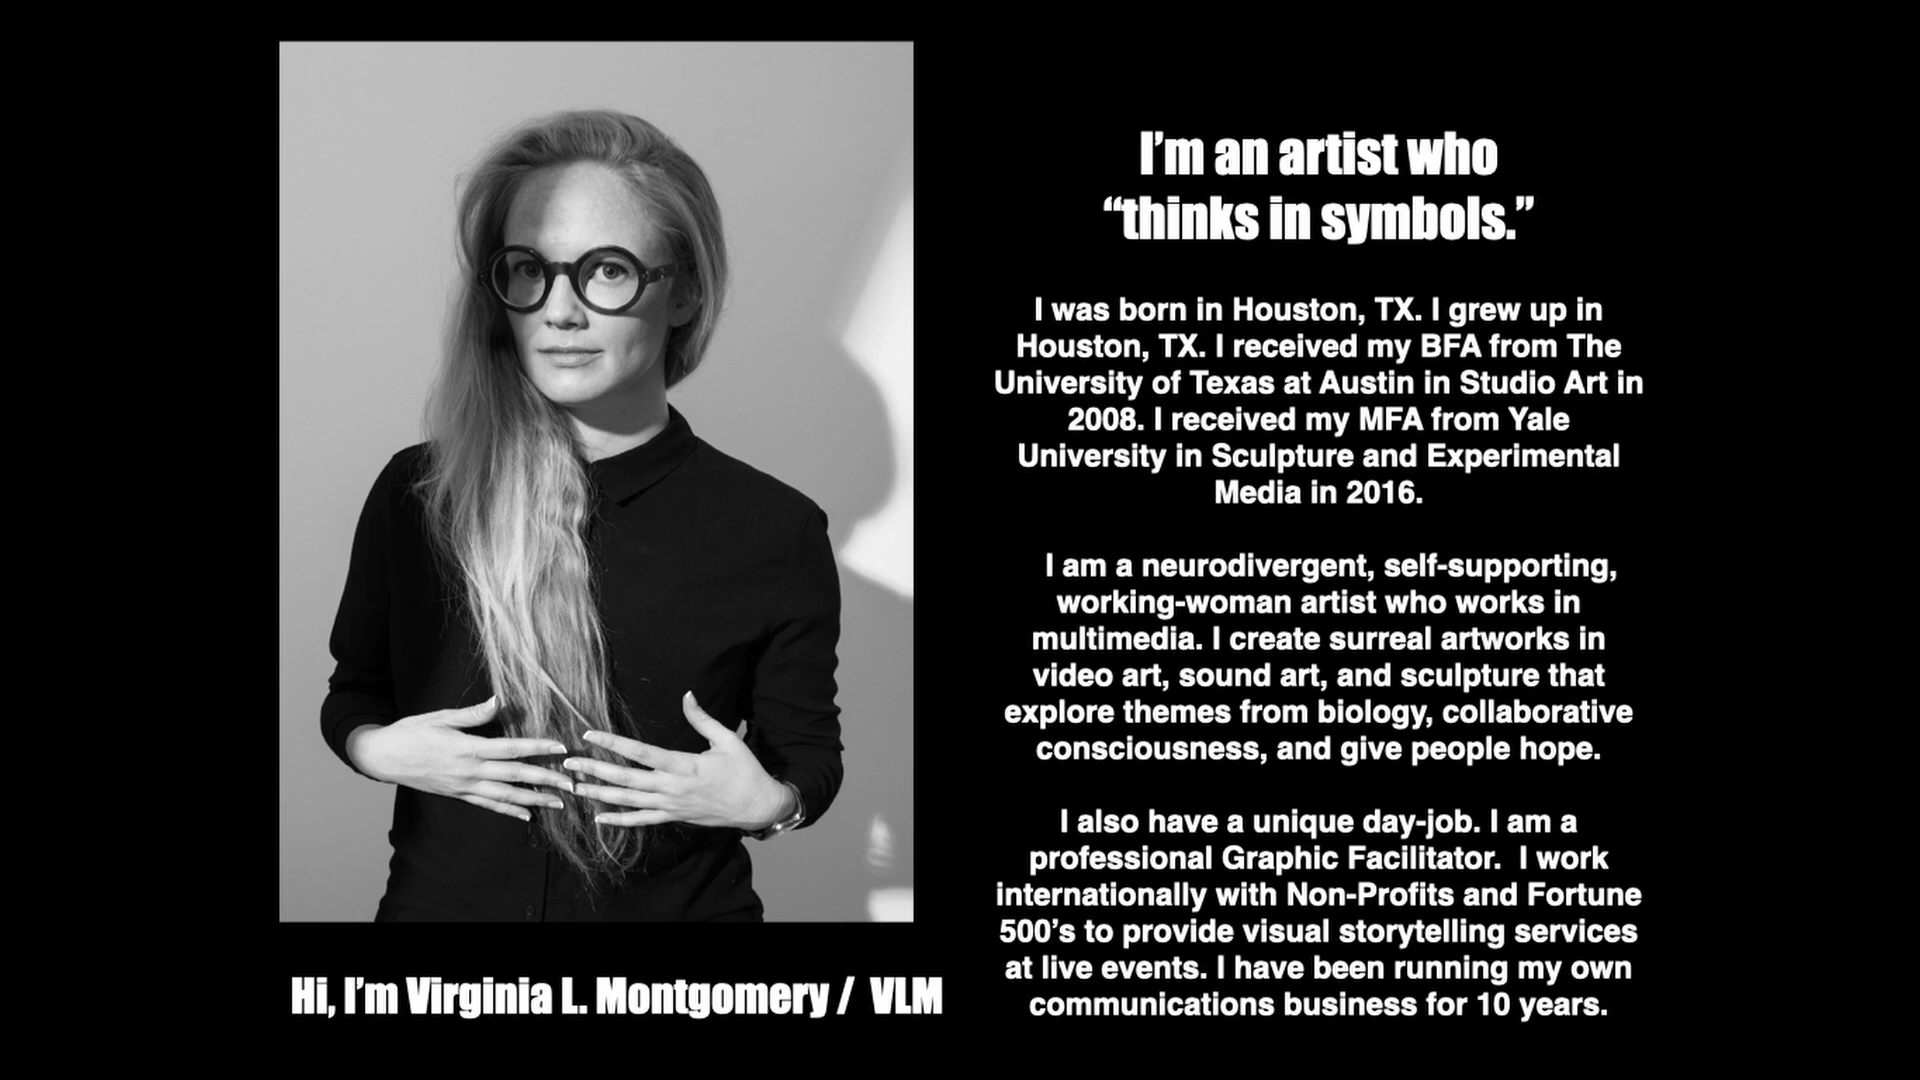 I’m an artist who
“thinks in symbols.”
I was born in Houston, TX. I grew up in
Houston, TX. I received my BFA from The
University of Texas at Austin in Studio Art in
2008. I received my MFA from Yale
University in Sculpture and Experimental
Media in 2016.
I am a neurodivergent, self-supporting,
working-woman artist who works in
multimedia. I create surreal artworks in
video art, sound art, and sculpture that
explore themes from biology, collaborative
consciousness, and give people hope.
I also have a unique day-job. I am a
professional Graphic Facilitator.  I work
internationally with Non-Profits and Fortune
500’s to provide visual storytelling services
at live events. I have been running my own
communications business for 10 years.
Hi, I’m Virginia L. Montgomery /  VLM